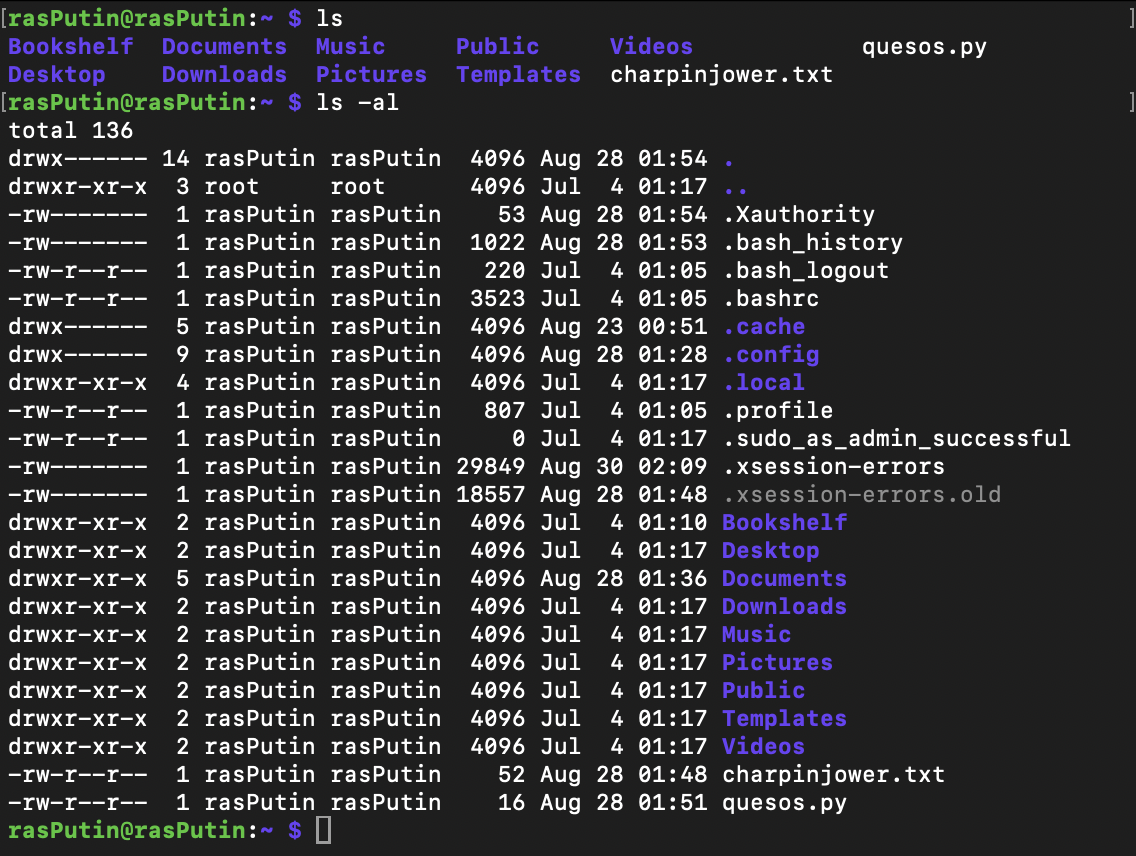 [rasPutin@rasPutin:~ $ ls ]
Bookshelf  Documents  Music     Public     Videos            quesos.py
Desktop    Downloads  Pictures  Templates  charpinjower.txt
[rasPutin@rasPutin:~ $ ls -al ]
total 136
drwx------ 14 rasPutin rasPutin  4096 Aug 28 01:54 .
drwxr-xr-x  3 root     root      4096 Jul  4 01:17 ..
-rw-------  1 rasPutin rasPutin    53 Aug 28 01:54 .Xauthority
-rw-------  1 rasPutin rasPutin  1022 Aug 28 01:53 .bash_history
-rw-r--r--  1 rasPutin rasPutin   220 Jul  4 01:05 .bash_logout
-rw-r--r--  1 rasPutin rasPutin  3523 Jul  4 01:05 .bashrc
drwx------  5 rasPutin rasPutin  4096 Aug 23 00:51 .cache
drwx------  9 rasPutin rasPutin  4096 Aug 28 01:28 .config
drwxr-xr-x  4 rasPutin rasPutin  4096 Jul  4 01:17 .local
-rw-r--r--  1 rasPutin rasPutin   807 Jul  4 01:05 .profile
-rw-r--r--  1 rasPutin rasPutin     0 Jul  4 01:17 .sudo_as_admin_successful
-rw-------  1 rasPutin rasPutin 29849 Aug 30 02:09 .xsession-errors
-rw-------  1 rasPutin rasPutin 18557 Aug 28 01:48 .xsession-errors.old
drwxr-xr-x  2 rasPutin rasPutin  4096 Jul  4 01:10 Bookshelf
drwxr-xr-x  2 rasPutin rasPutin  4096 Jul  4 01:17 Desktop
drwxr-xr-x  5 rasPutin rasPutin  4096 Aug 28 01:36 Documents
drwxr-xr-x  2 rasPutin rasPutin  4096 Jul  4 01:17 Downloads
drwxr-xr-x  2 rasPutin rasPutin  4096 Jul  4 01:17 Music
drwxr-xr-x  2 rasPutin rasPutin  4096 Jul  4 01:17 Pictures
drwxr-xr-x  2 rasPutin rasPutin  4096 Jul  4 01:17 Public
drwxr-xr-x  2 rasPutin rasPutin  4096 Jul  4 01:17 Templates
drwxr-xr-x  2 rasPutin rasPutin  4096 Jul  4 01:17 Videos
-rw-r--r--  1 rasPutin rasPutin    52 Aug 28 01:48 charpinjower.txt
-rw-r--r--  1 rasPutin rasPutin    16 Aug 28 01:51 quesos.py
rasPutin@rasPutin:~ $